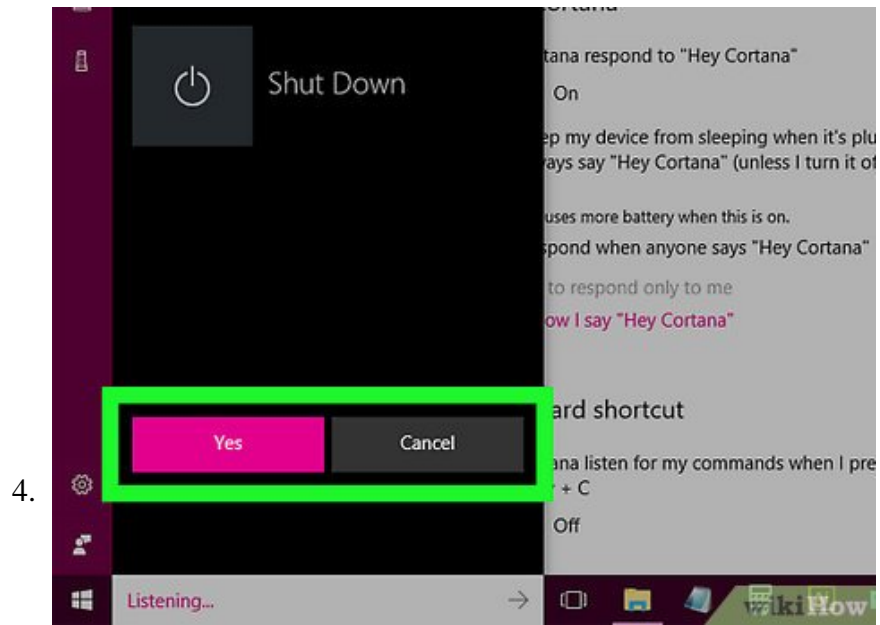 Shut Down
tana respond to "Hey Cortana"
On
ep my device from sleeping when it's plu
ays say "Hey Cortana" (unless I turn it of
uses more battery when this is on.
spond when anyone says "Hey Cortana"
to respond only to me
ow I say "Hey Cortana"
Yes
Cancel
ard shortcut
ana listen for my commands when I pre
+ C
Off
4.
Listening...
wikiHow